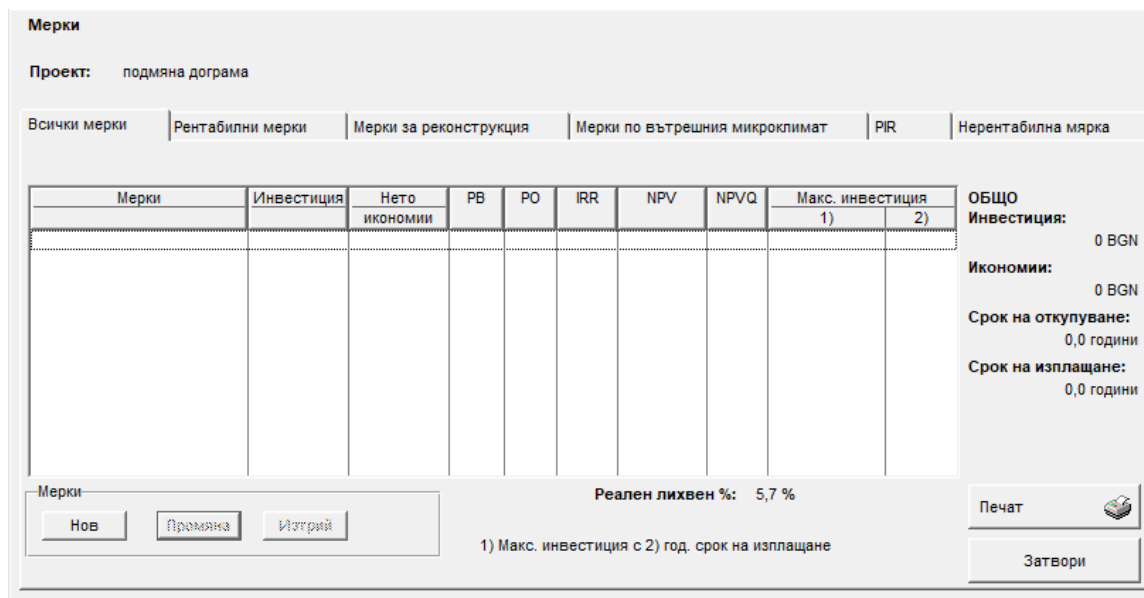 Мерки
Проект: подмяна дограма
Всички мерки Рентабилни мерки Мерки за реконструкция Мерки по вътрешния микроклимат PIR Нерентабилна мярка
Мерки Инвестиция Нето икономии PB PO IRR NPV NPVQ Макс. инвестиция
1) 2)
ОБЩО
Инвестиция:
0 BGN
Икономии:
0 BGN
Срок на откупуване:
0,0 години
Срок на изплащане:
0,0 години
Мерки
Нов Промяна Изтрий
Реален лихвен %: 5,7 %
1) Макс. инвестиция с 2) год. срок на изплащане
Печат
Затвори